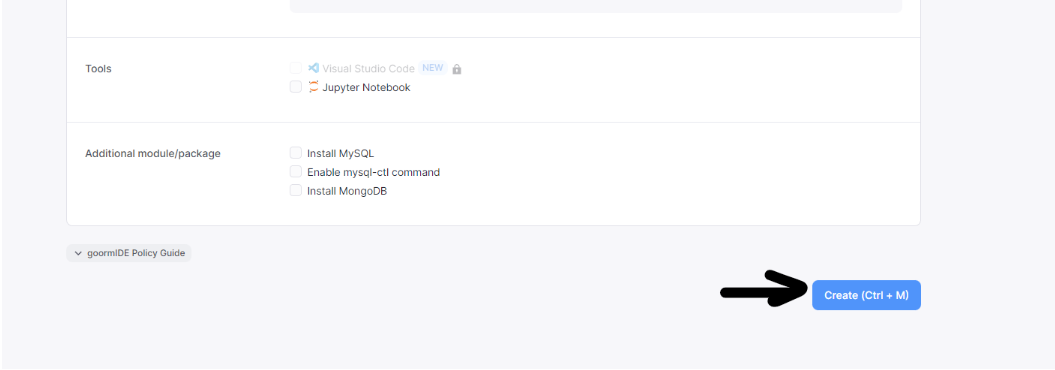 Tools
Visual Studio Code NEW
Jupyter Notebook
Additional module/package
Install MySQL
Enable mysql-ctl command
Install MongoDB
goormIDE Policy Guide
Create (Ctrl + M)